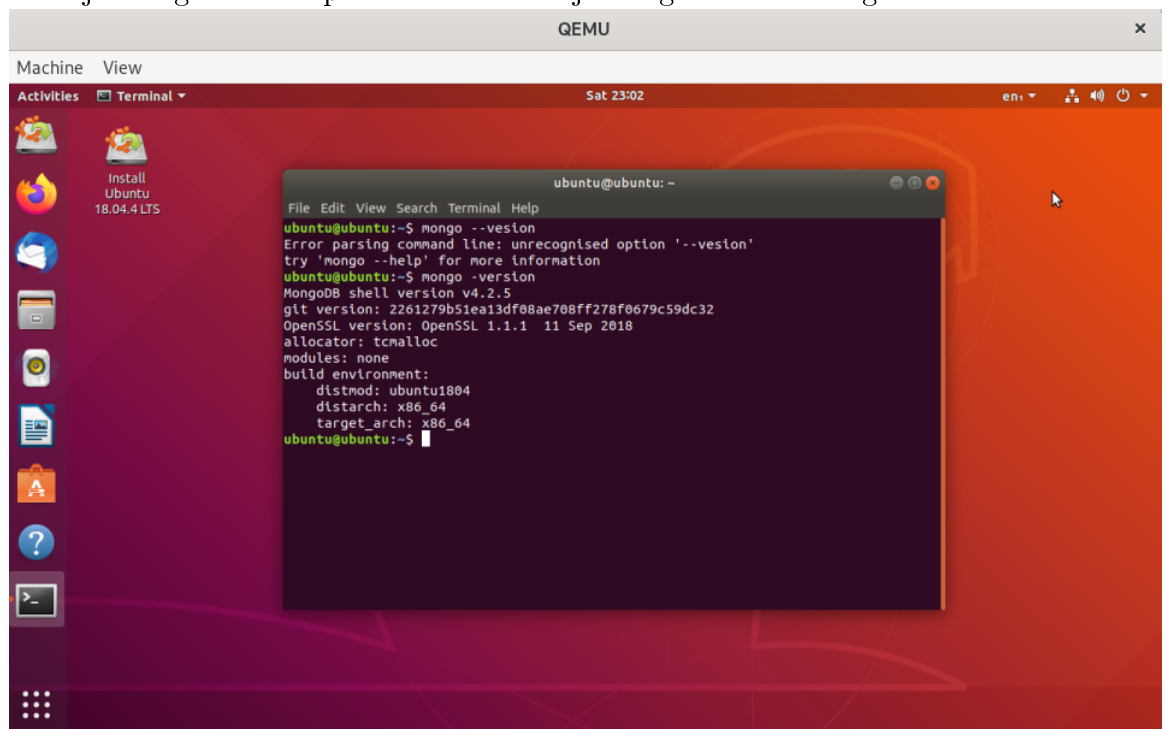 QEMU
Machine View
Activities Terminal Sat 23:02 en₁
Install
Ubuntu
18.04.4 LTS
ubuntu@ubuntu: ~
File Edit View Search Terminal Help
ubuntu@ubuntu:~$ mongo --vesion
Error parsing command line: unrecognised option '--vesion'
try 'mongo --help' for more information
ubuntu@ubuntu:~$ mongo -version
MongoDB shell version v4.2.5
git version: 2261279b51ea13df08ae708ff278f0679c59dc32
OpenSSL version: OpenSSL 1.1.1  11 Sep 2018
allocator: tcmalloc
modules: none
build environment:
    distmod: ubuntu1804
    distarch: x86_64
    target_arch: x86_64
ubuntu@ubuntu:~$